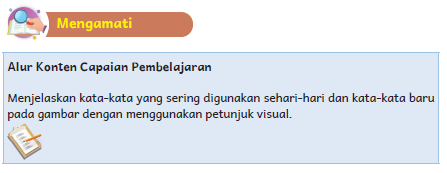 Mengamati
Alur Konten Capaian Pembelajaran
Menjelaskan kata-kata yang sering digunakan sehari-hari dan kata-kata baru
pada gambar dengan menggunakan petunjuk visual.